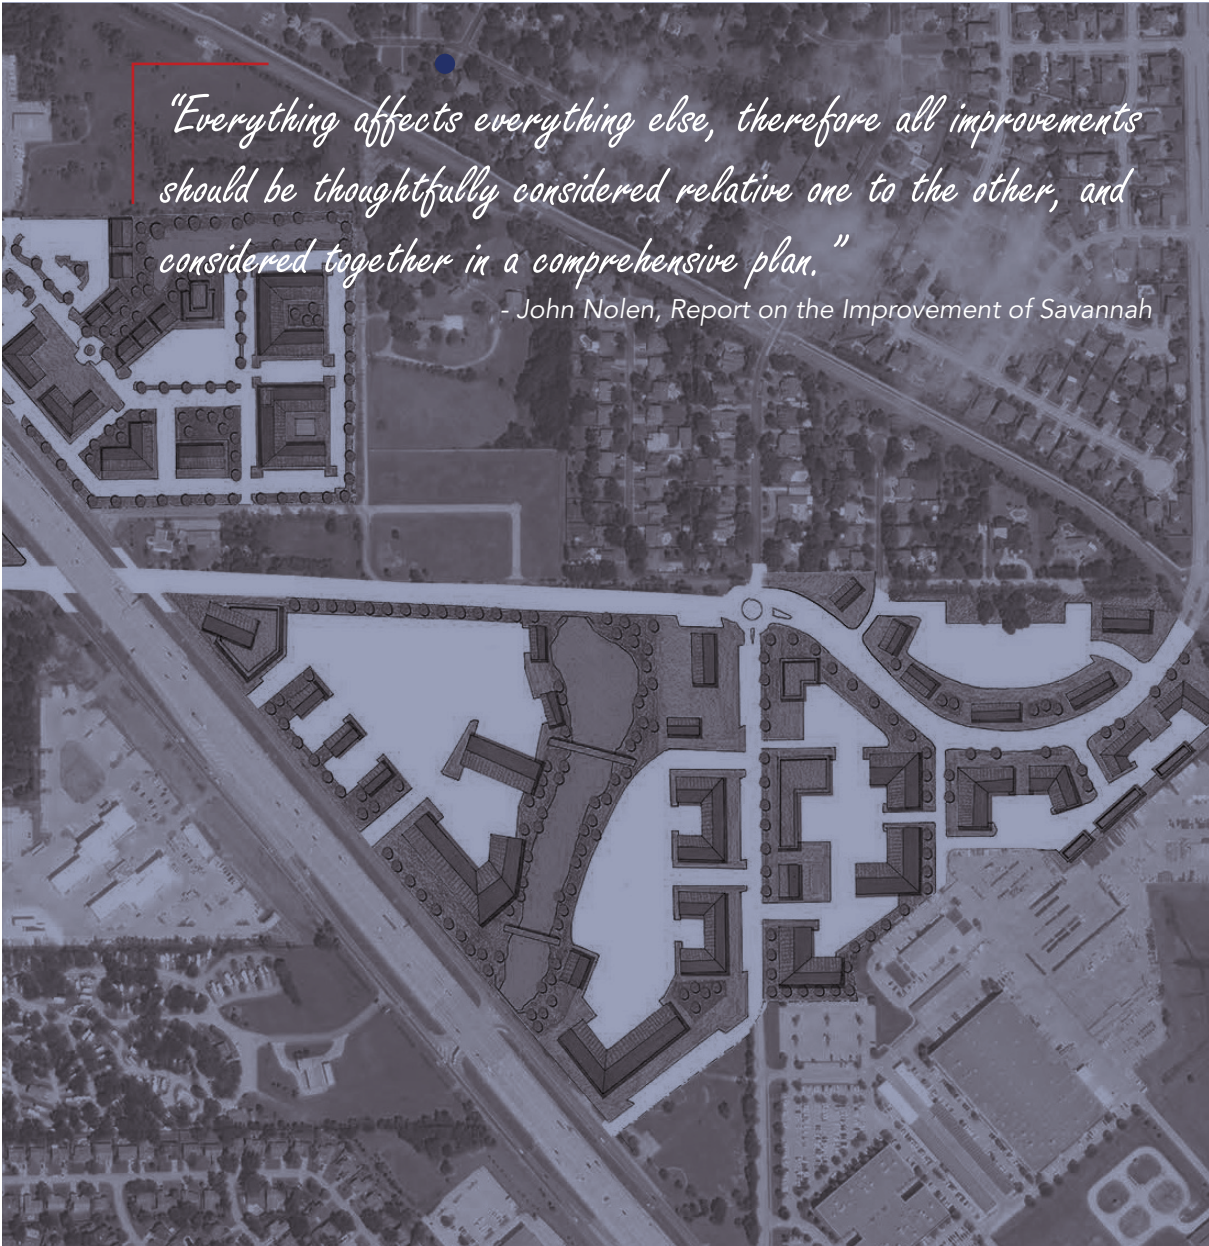 “Everything affects everything else, therefore all improvements
should be thoughtfully considered relative one to the other, and
considered together in a comprehensive plan.”
- John Nolen, Report on the Improvement of Savannah